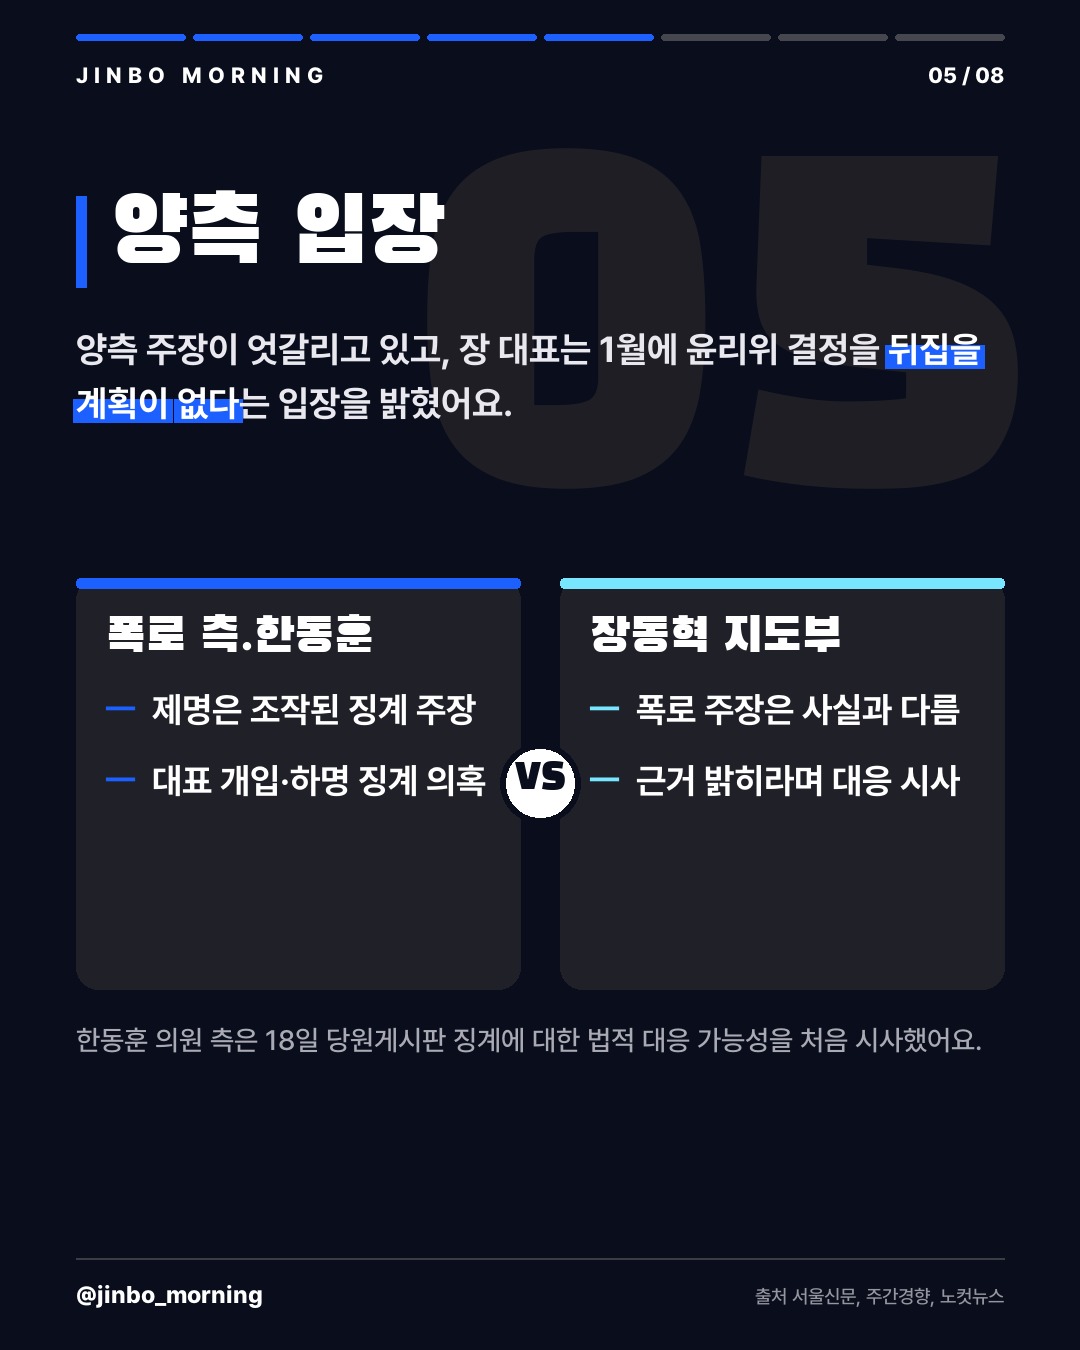 JINBO MORNING
05 / 08
05
양측 입장
양측 주장이 엇갈리고 있고, 장 대표는 1월에 윤리위 결정을 뒤집을
계획이 없다는 입장을 밝혔어요.
폭로 측.한동훈
제명은 조작된 징계 주장
대표 개입·하명 징계 의혹
VS
장동혁 지도부
폭로 주장은 사실과 다름
근거 밝히라며 대응 시사
한동훈 의원 측은 18일 당원게시판 징계에 대한 법적 대응 가능성을 처음 시사했어요.
@jinbo_morning
출처 서울신문, 주간경향, 노컷뉴스